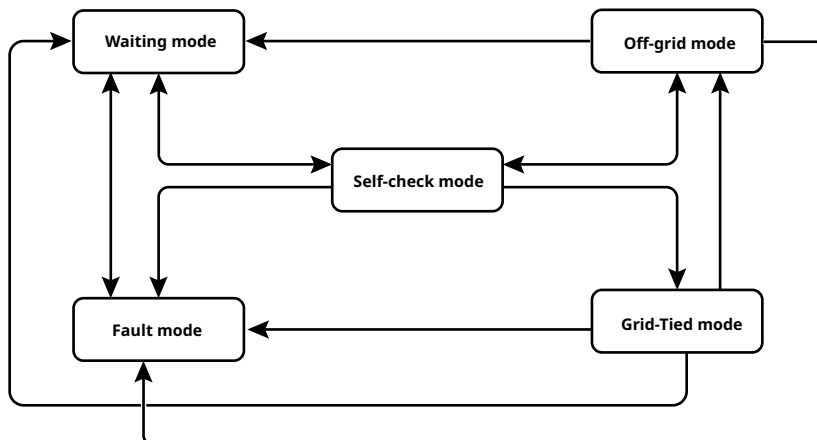 Waiting mode
Off-grid mode
Self-check mode
Fault mode
Grid-Tied mode